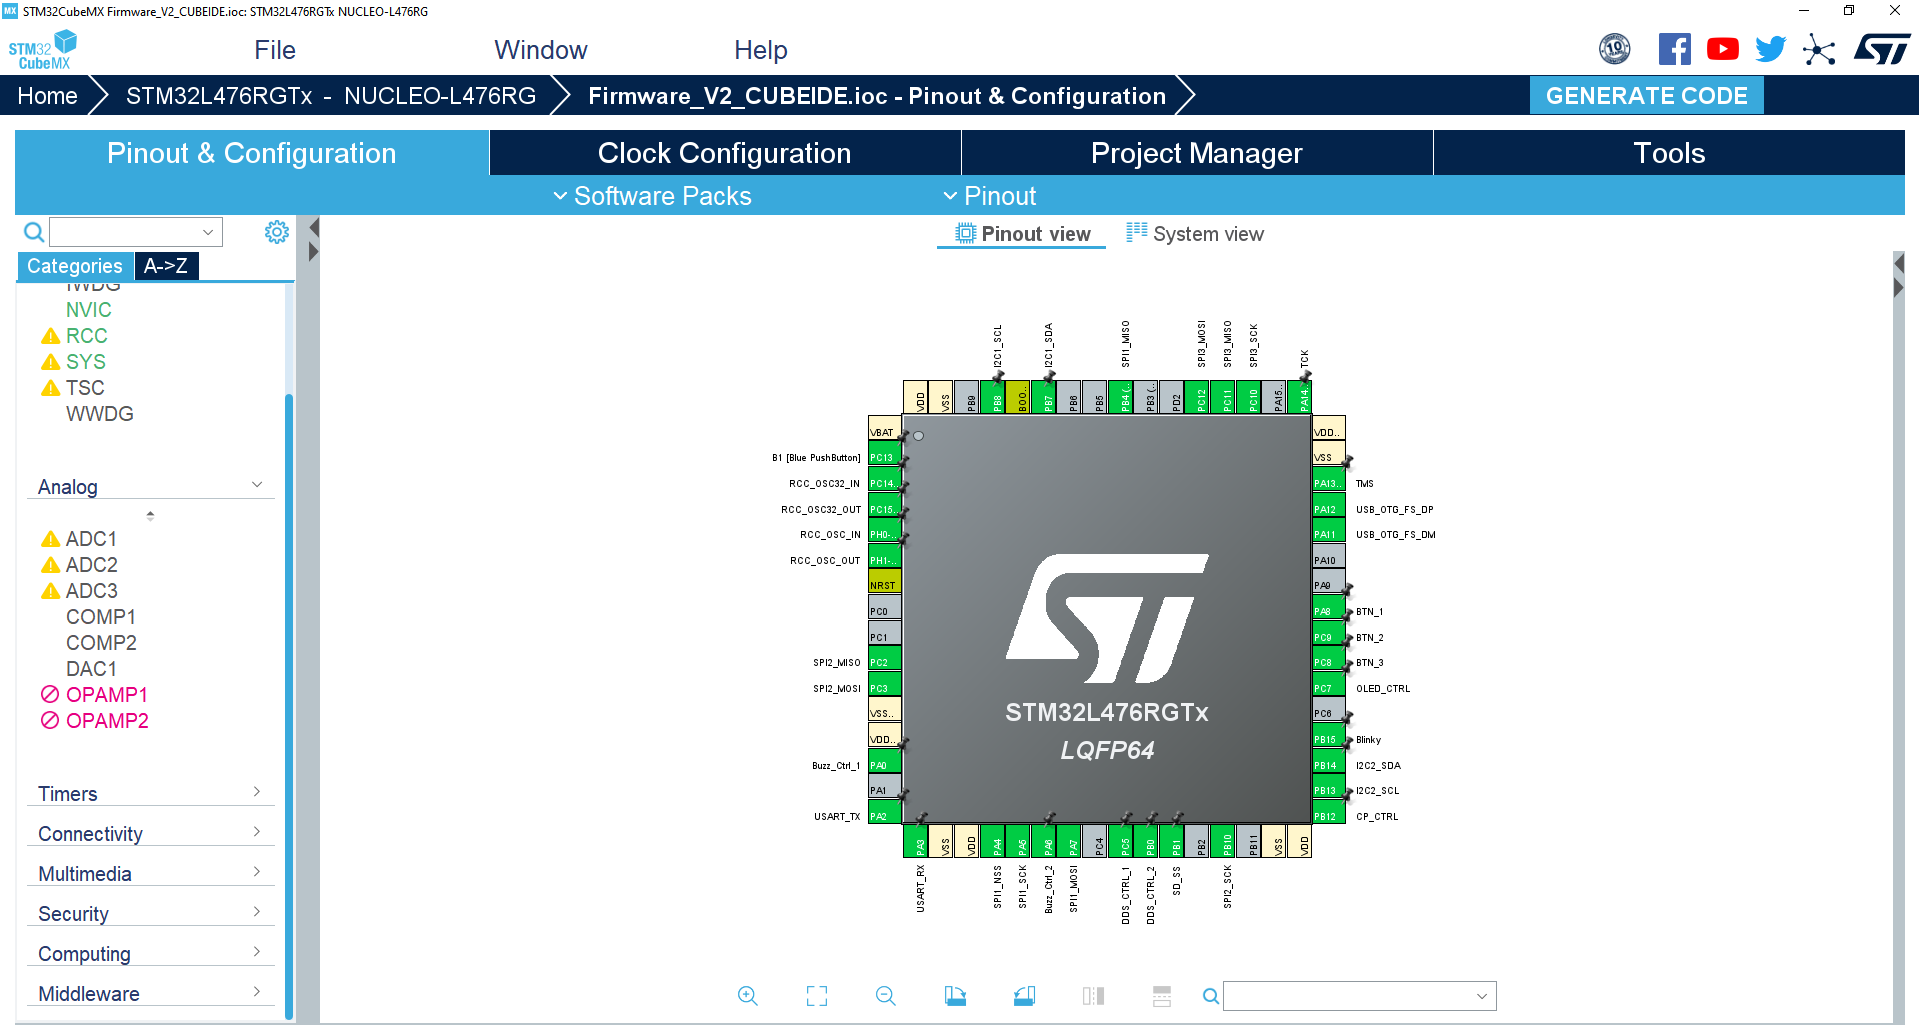 MX STM32CubeMX Firmware_V2_CUBEIDE.ioc: STM32L476RGTx NUCLEO-L476RG
STM32 CubeMX
File
Window
Help
10
Home
STM32L476RGTx - NUCLEO-L476RG
Firmware_V2_CUBEIDE.ioc - Pinout & Configuration
GENERATE CODE
Pinout & Configuration
Clock Configuration
Project Manager
Tools
Software Packs
Pinout
Pinout view
System view
Categories
A->Z
IWDG
NVIC
RCC
SYS
TSC
WWDG
Analog
ADC1
ADC2
ADC3
COMP1
COMP2
DAC1
OPAMP1
OPAMP2
Timers
Connectivity
Multimedia
Security
Computing
Middleware
I2C1_SCL
I2C1_SDA
SPI1_MISO
SPI3_MOSI
SPI3_MISO
SPI3_SCK
TCK
VDD
VSS
PB9
PB8
BOO..
PB7
PB6
PB5
PB4 (..
PB3 (..
PD2
PC12
PC11
PC10
PA15..
PA14..
VBAT
B1 [Blue PushButton] PC13
RCC_OSC32_IN PC14..
RCC_OSC32_OUT PC15..
RCC_OSC_IN PH0-..
RCC_OSC_OUT PH1-..
NRST
PC0
PC1
SPI2_MISO PC2
SPI2_MOSI PC3
VSS..
VDD..
Buzz_Ctrl_1 PA0
PA1
USART_TX PA2
STM32L476RGTx
LQFP64
VDD..
VSS
PA13.. TMS
PA12 USB_OTG_FS_DP
PA11 USB_OTG_FS_DM
PA10
PA9
PA8 BTN_1
PC9 BTN_2
PC8 BTN_3
PC7 OLED_CTRL
PC6
PB15 Blinky
PB14 I2C2_SDA
PB13 I2C2_SCL
PB12 CP_CTRL
PA3
VSS
VDD
PA4
PA5
PA6
PA7
PC4
PC5
PB0
PB1
PB2
PB10
PB11
VSS
VDD
USART_RX
SPI1_NSS
SPI1_SCK
Buzz_Ctrl_2
SPI1_MOSI
DDS_CTRL_1
DDS_CTRL_2
SD_SS
SPI2_SCK